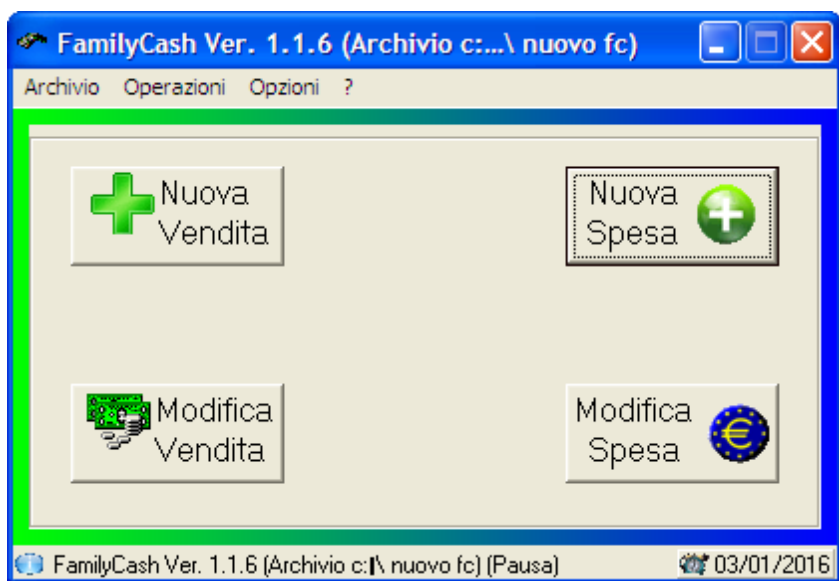 FamilyCash Ver. 1.1.6 (Archivio c:...\ nuovo fc)
Archivio Operazioni Opzioni ?
Nuova
Vendita
Nuova
Spesa
Modifica
Vendita
Modifica
Spesa
FamilyCash Ver. 1.1.6 (Archivio c:\ nuovo fc) (Pausa) 03/01/2016